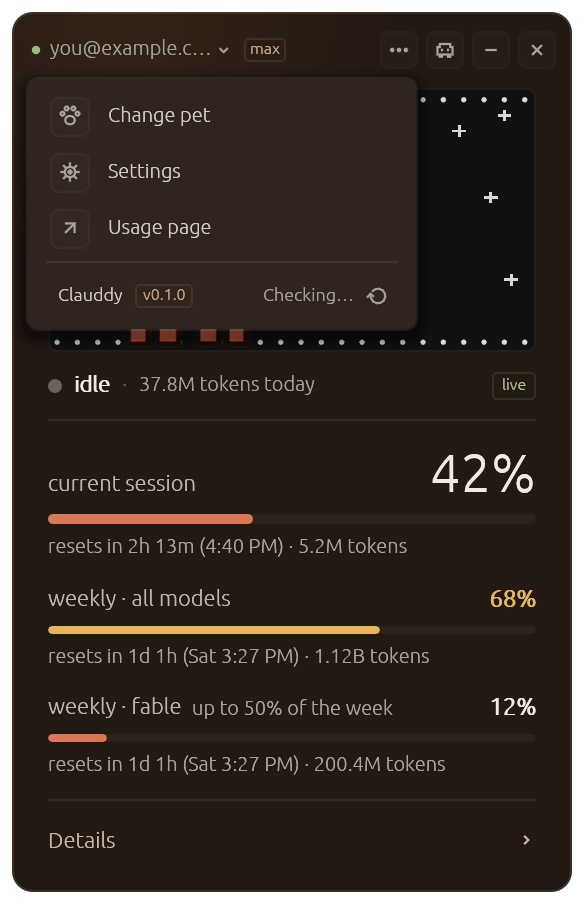 you@example.c... max
Change pet
Settings
Usage page
Clauddy v0.1.0 Checking...
idle · 37.8M tokens today live
current session 42%
resets in 2h 13m (4:40 PM) · 5.2M tokens
weekly · all models 68%
resets in 1d 1h (Sat 3:27 PM) · 1.12B tokens
weekly · fable up to 50% of the week 12%
resets in 1d 1h (Sat 3:27 PM) · 200.4M tokens
Details